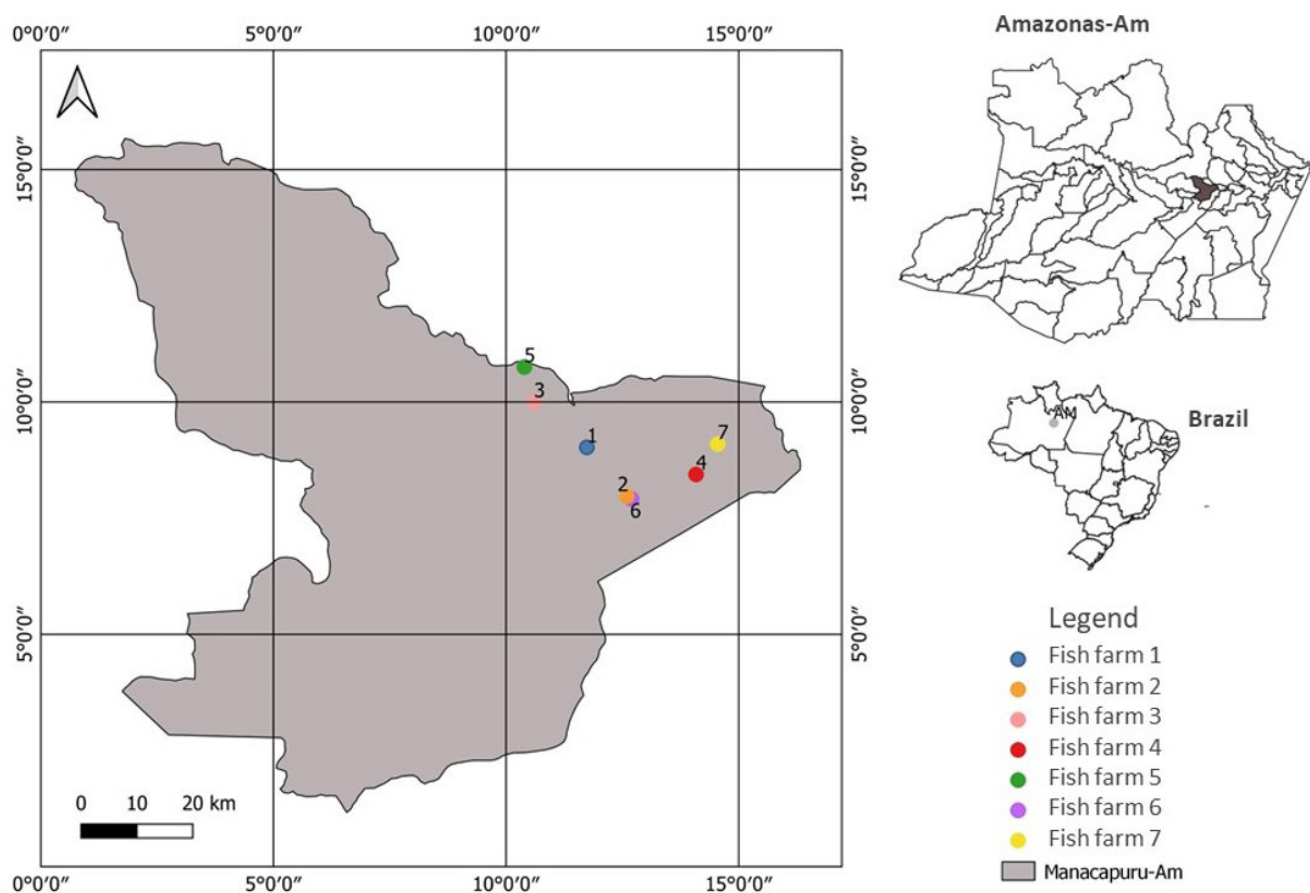 0°0'0" 5°0'0" 10°0'0" 15°0'0"
15°0'0" 15°0'0"
10°0'0" 10°0'0"
5°0'0" 5°0'0"
5
3
1
7
4
2
6
0 10 20 km
0°0'0" 5°0'0" 10°0'0" 15°0'0"
Amazonas-Am
AM
Brazil
Legend
Fish farm 1
Fish farm 2
Fish farm 3
Fish farm 4
Fish farm 5
Fish farm 6
Fish farm 7
Manacapuru-Am